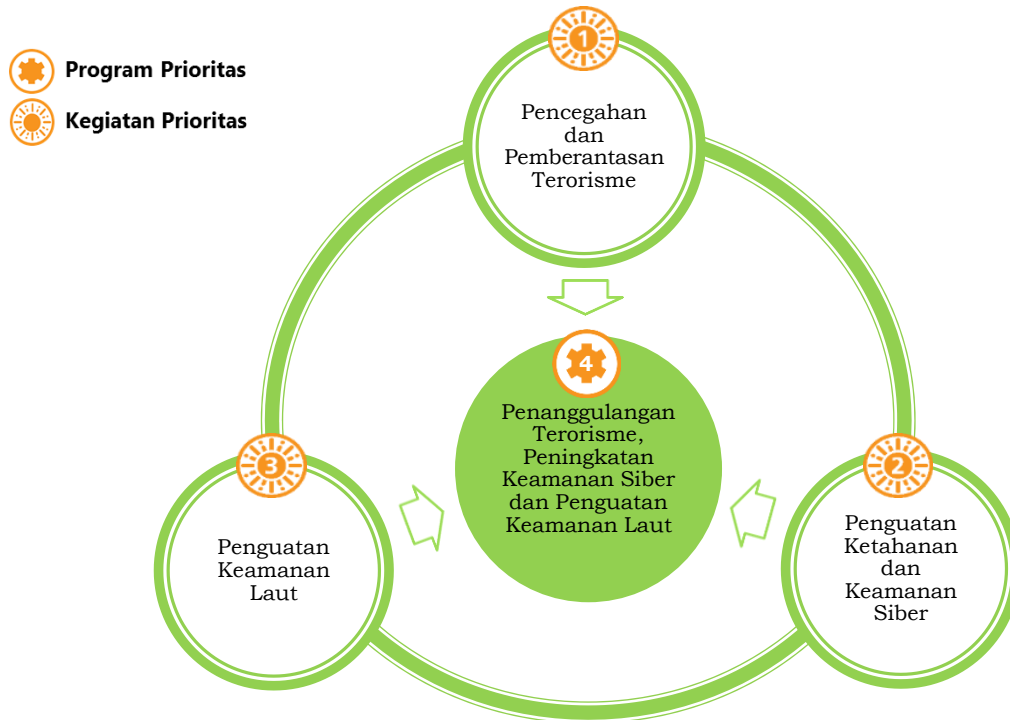 Program Prioritas
Kegiatan Prioritas
1
Pencegahan
dan
Pemberantasan
Terorisme
4
Penanggulangan
Terorisme,
Peningkatan
Keamanan Siber
dan Penguatan
Keamanan Laut
3
Penguatan
Keamanan
Laut
2
Penguatan
Ketahanan
dan
Keamanan
Siber